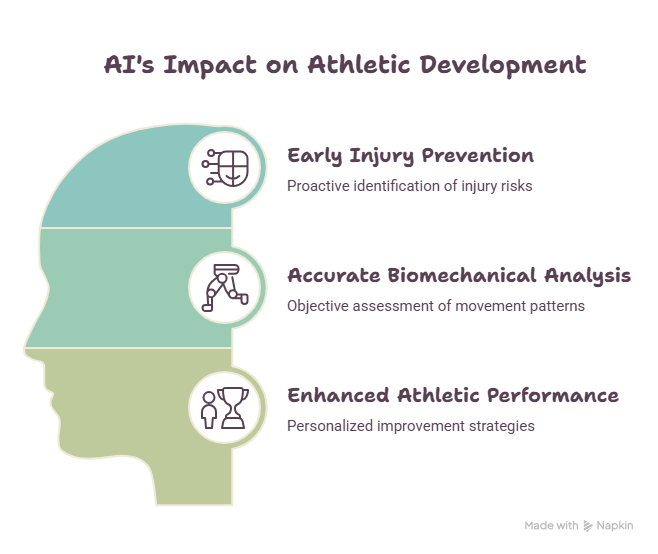 AI's Impact on Athletic Development
Early Injury Prevention
Proactive identification of injury risks
Accurate Biomechanical Analysis
Objective assessment of movement patterns
Enhanced Athletic Performance
Personalized improvement strategies
Made with Napkin